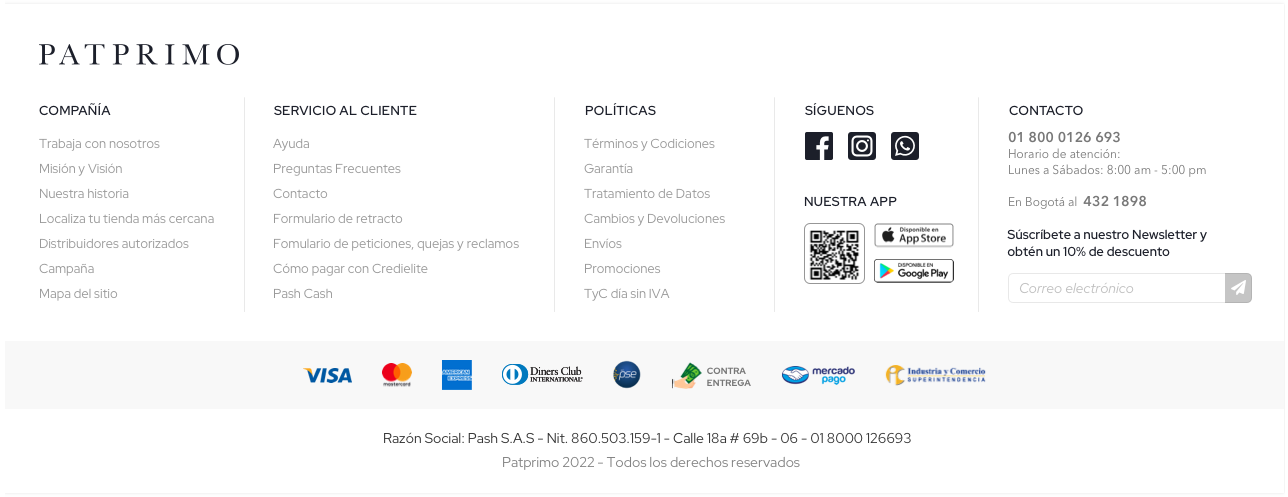 PATPRIMO
COMPAÑÍA
Trabaja con nosotros
Misión y Visión
Nuestra historia
Localiza tu tienda más cercana
Distribuidores autorizados
Campaña
Mapa del sitio
SERVICIO AL CLIENTE
Ayuda
Preguntas Frecuentes
Contacto
Formulario de retracto
Fomulario de peticiones, quejas y reclamos
Cómo pagar con Credielite
Pash Cash
POLÍTICAS
Términos y Codiciones
Garantía
Tratamiento de Datos
Cambios y Devoluciones
Envíos
Promociones
TyC día sin IVA
SÍGUENOS
NUESTRA APP
Disponible en
App Store
DISPONIBLE EN
Google Play
CONTACTO
01 800 0126 693
Horario de atención:
Lunes a Sábados: 8:00 am - 5:00 pm
En Bogotá al 432 1898
Súscríbete a nuestro Newsletter y
obtén un 10% de descuento
Correo electrónico
VISA
mastercard
AMERICAN
EXPRESS
Diners Club
INTERNATIONAL
pse
CONTRA
ENTREGA
mercado
pago
Industria y Comercio
SUPERINTENDENCIA
Razón Social: Pash S.A.S - Nit. 860.503.159-1 - Calle 18a # 69b - 06 - 01 8000 126693
Patprimo 2022 - Todos los derechos reservados